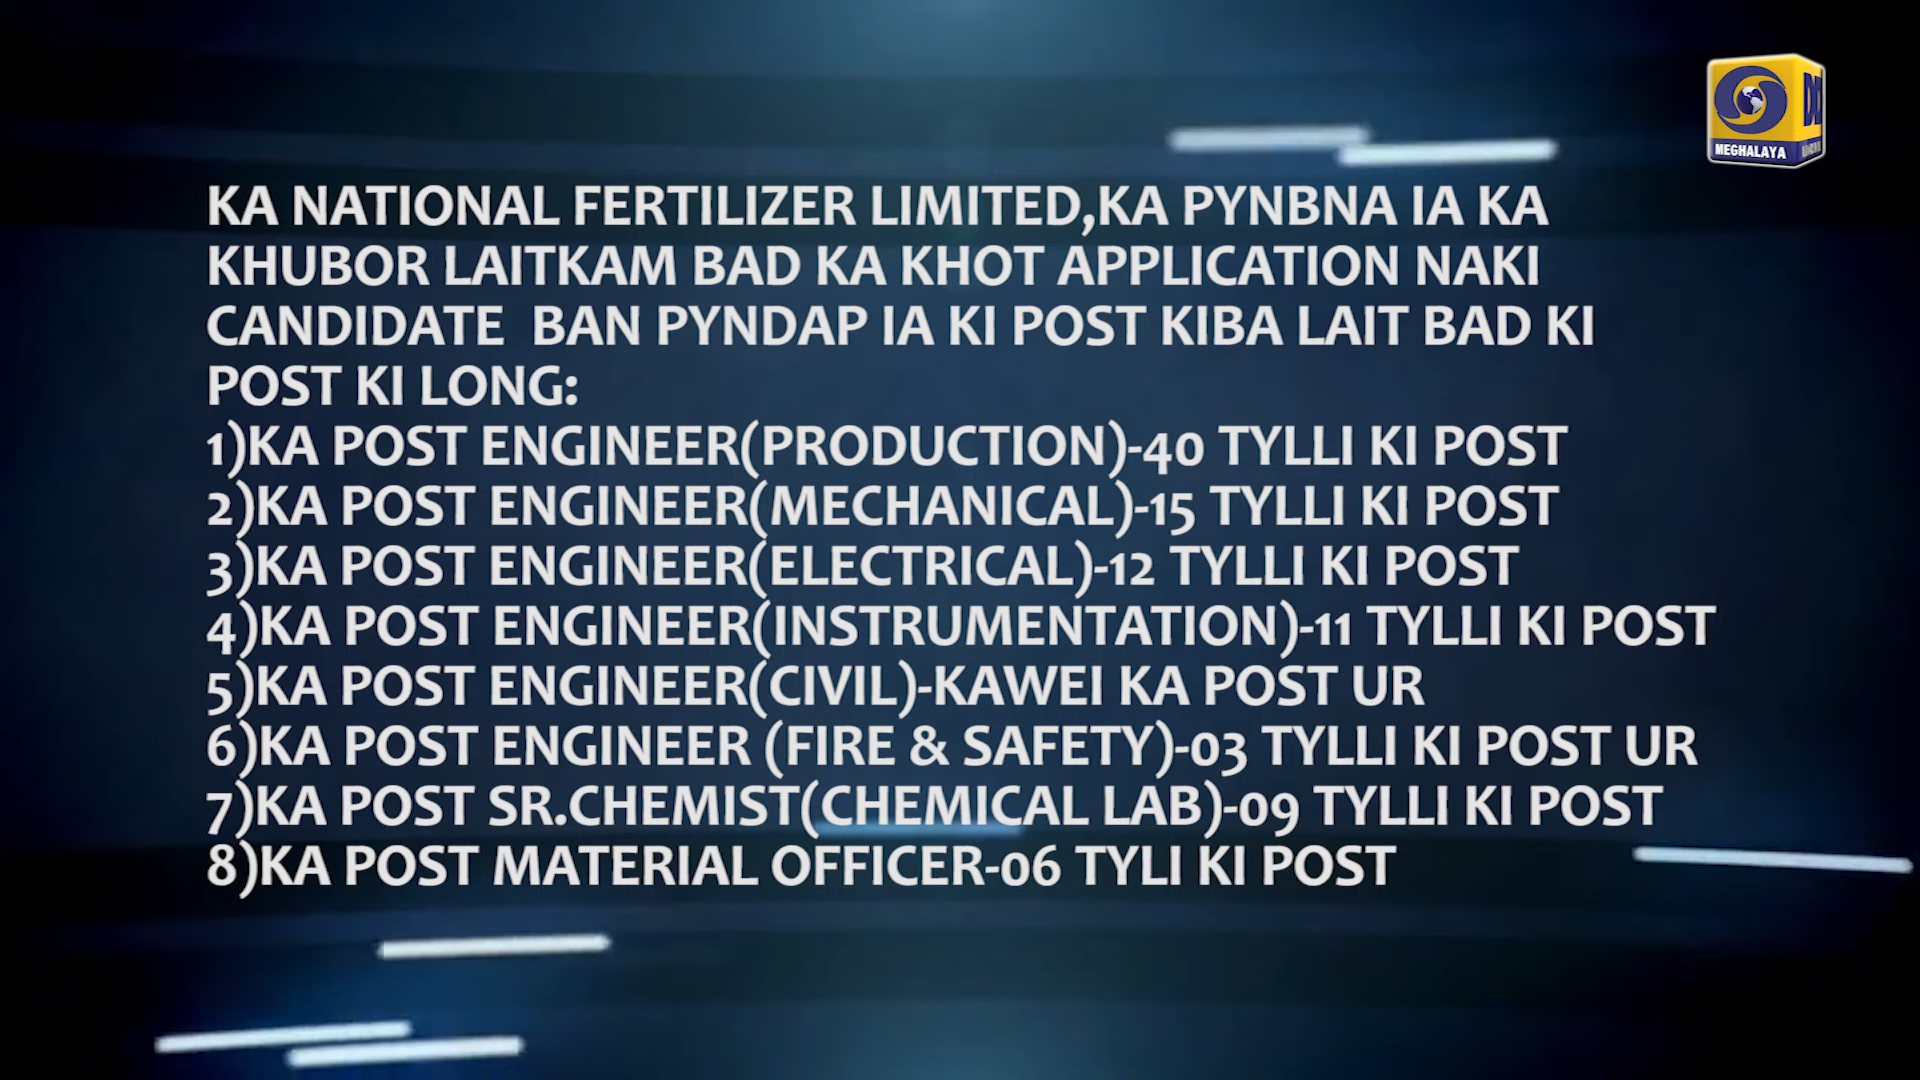 MEGHALAYA
KA NATIONAL FERTILIZER LIMITED,KA PYNBNA IA KA
KHUBOR LAITKAM BAD KA KHOT APPLICATION NAKI
CANDIDATE  BAN PYNDAP IA KI POST KIBA LAIT BAD KI
POST KI LONG:
1)KA POST ENGINEER(PRODUCTION)-40 TYLLI KI POST
2)KA POST ENGINEER(MECHANICAL)-15 TYLLI KI POST
3)KA POST ENGINEER(ELECTRICAL)-12 TYLLI KI POST
4)KA POST ENGINEER(INSTRUMENTATION)-11 TYLLI KI POST
5)KA POST ENGINEER(CIVIL)-KAWEI KA POST UR
6)KA POST ENGINEER (FIRE & SAFETY)-03 TYLLI KI POST UR
7)KA POST SR.CHEMIST(CHEMICAL LAB)-09 TYLLI KI POST
8)KA POST MATERIAL OFFICER-06 TYLI KI POST